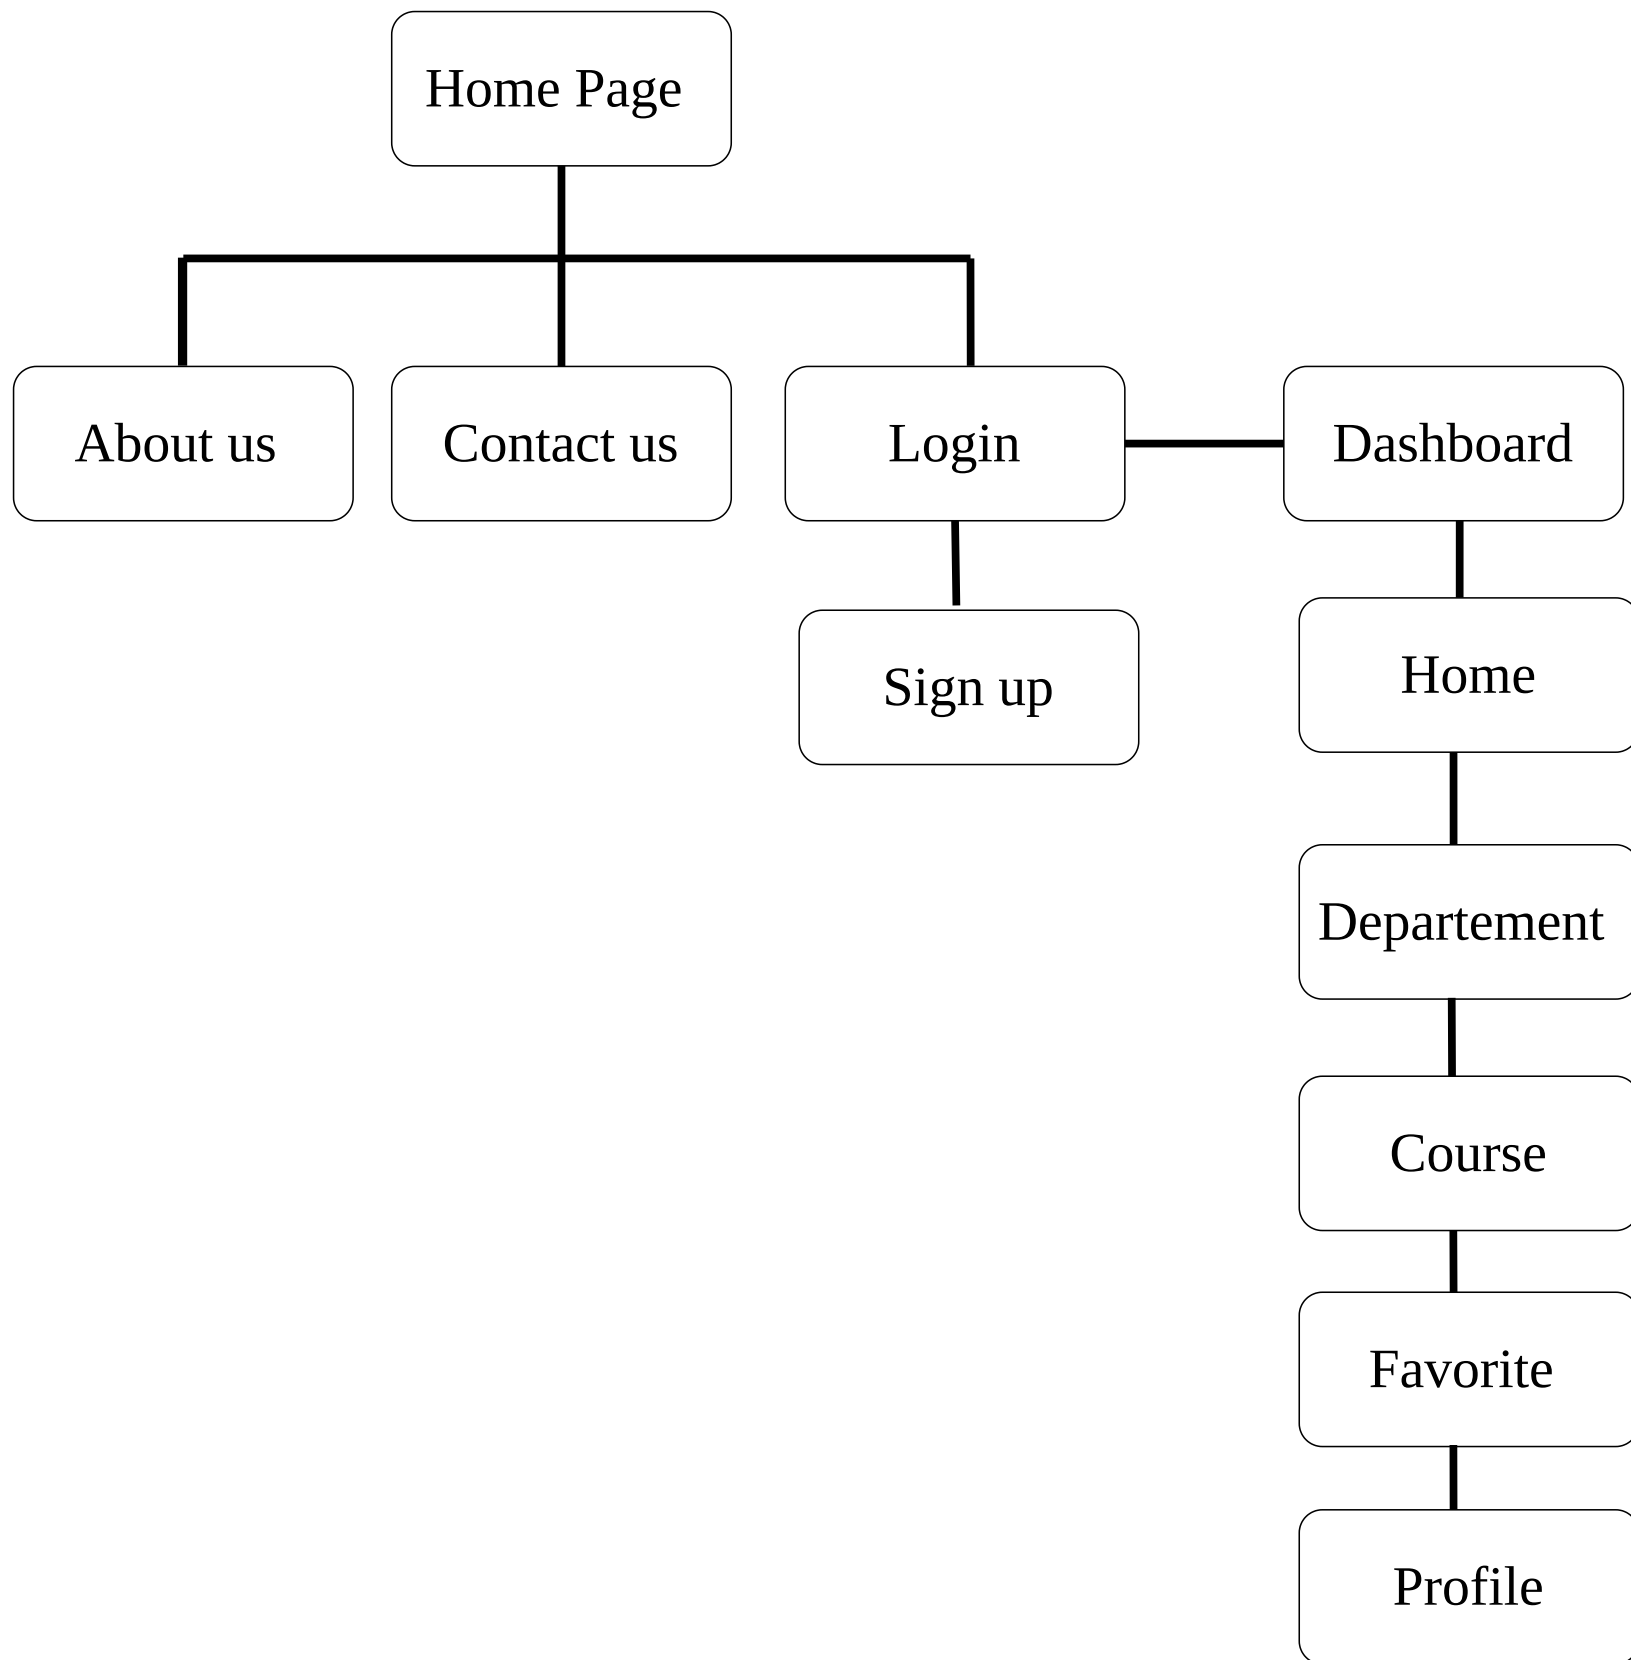 Home Page
About us
Contact us
Login
Dashboard
Sign up
Home
Departement
Course
Favorite
Profile